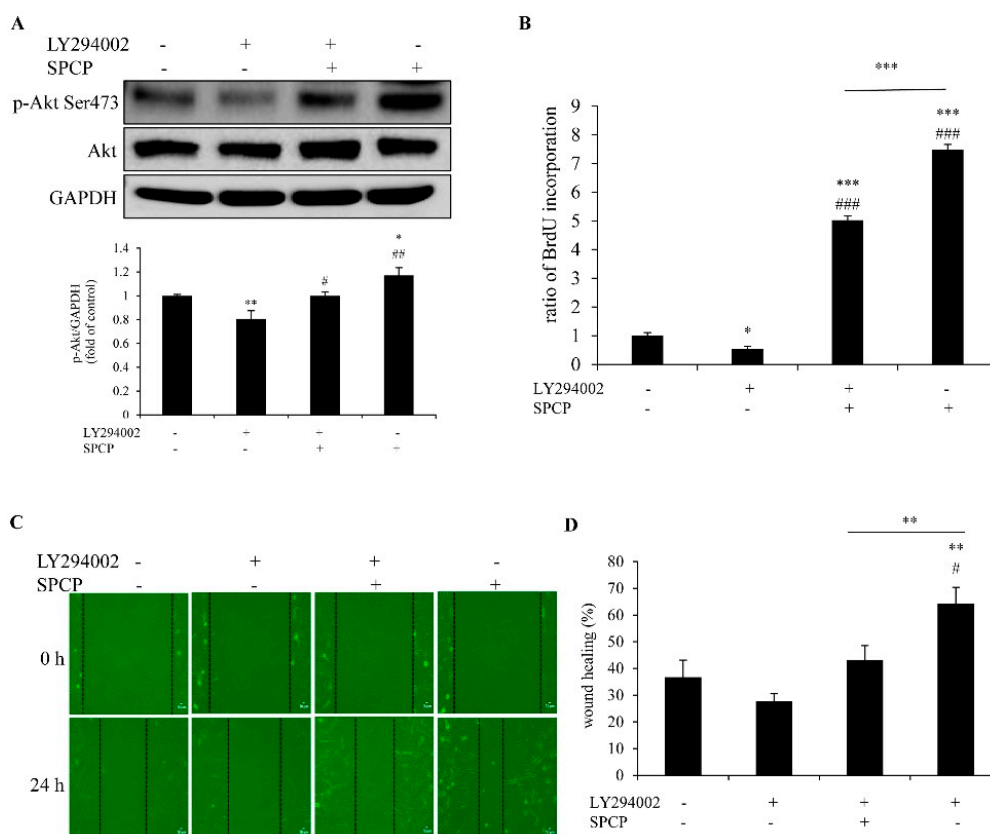 A
LY294002 - + + -
SPCP - - + +
p-Akt Ser473
Akt
GAPDH
p-Akt/GAPDH
(fold of control)
1.4
1.2
1
0.8
0.6
0.4
0.2
0
**
#
*
##
LY294002 - + + -
SPCP - - + +
B
ratio of BrdU incorporation
9
8
7
6
5
4
3
2
1
0
*
***
###
***
***
###
LY294002 - + + -
SPCP - - + +
C
LY294002 - + + -
SPCP - - + +
0 h
24 h
D
wound healing (%)
80
70
60
50
40
30
20
10
0
**
**
#
LY294002 - + + +
SPCP - - + -